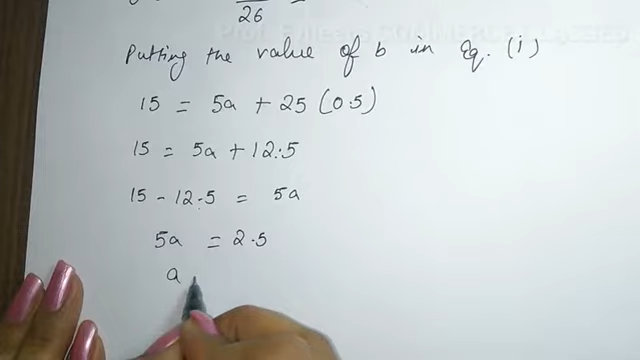 26
Putting the value of b in Eq. (i)
15 = 5a + 25 (0.5)
15 = 5a + 12.5
15 - 12.5 = 5a
5a = 2.5
a